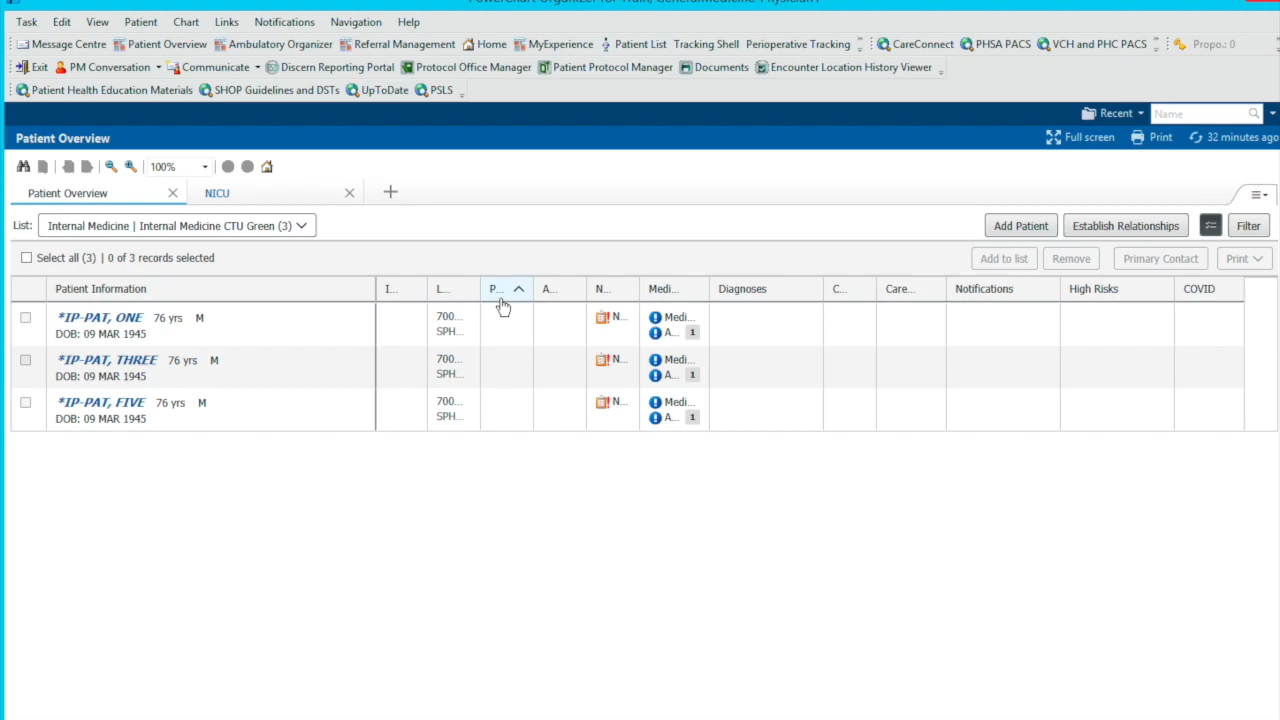 PowerChart Organizer for Train, GeneralMedicine-Physician1
Task Edit View Patient Chart Links Notifications Navigation Help
Message Centre Patient Overview Ambulatory Organizer Referral Management Home MyExperience Patient List Tracking Shell Perioperative Tracking CareConnect PHSA PACS VCH and PHC PACS Propo.: 0
Exit PM Conversation Communicate Discern Reporting Portal Protocol Office Manager Patient Protocol Manager Documents Encounter Location History Viewer
Patient Health Education Materials SHOP Guidelines and DSTs UpToDate PSLS
Recent Name
Patient Overview Full screen Print 32 minutes ago
100%
Patient Overview NICU
List: Internal Medicine | Internal Medicine CTU Green (3) Add Patient Establish Relationships Filter
Select all (3) | 0 of 3 records selected Add to list Remove Primary Contact Print
Patient Information I... L... P... A... N... Medi... Diagnoses C... Care... Notifications High Risks COVID
*IP-PAT, ONE 76 yrs M 700... N... Medi...
DOB: 09 MAR 1945 SPH... A... 1
*IP-PAT, THREE 76 yrs M 700... N... Medi...
DOB: 09 MAR 1945 SPH... A... 1
*IP-PAT, FIVE 76 yrs M 700... N... Medi...
DOB: 09 MAR 1945 SPH... A... 1